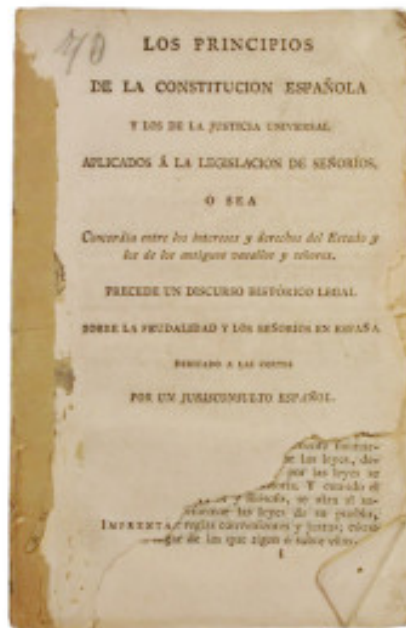 70
LOS PRINCIPIOS
DE LA CONSTITUCION ESPAÑOLA
Y LOS DE LA JUSTICIA UNIVERSAL
APLICADOS Á LA LEGISLACION DE SEÑORÍOS,
O SEA
Concordia entre los intereses y derechos del Estado y
los de los antiguos vasallos y señores.
PRECEDE UN DISCURSO HISTÓRICO LEGAL
SOBRE LA FEUDALIDAD Y LOS SEÑORÍOS EN ESPAÑA.
DEDICADO A LAS CORTES
POR UN JURISCONSULTO ESPAÑOL.
las leyes,
por las leyes se
Y cuando el
y filósofo, se
las leyes de su pueblo,
IMPRENTA reglas convenientes y justas;
de los que sigan